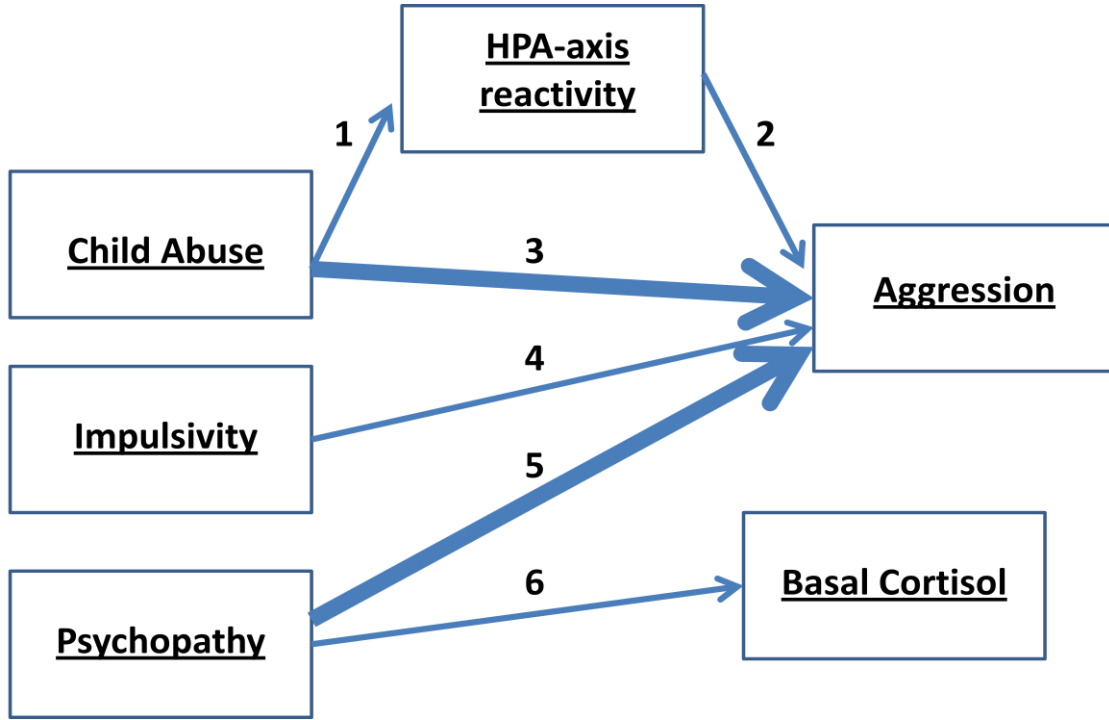 HPA-axis
reactivity
1
2
Child Abuse
3
Aggression
4
Impulsivity
5
6
Basal Cortisol
Psychopathy